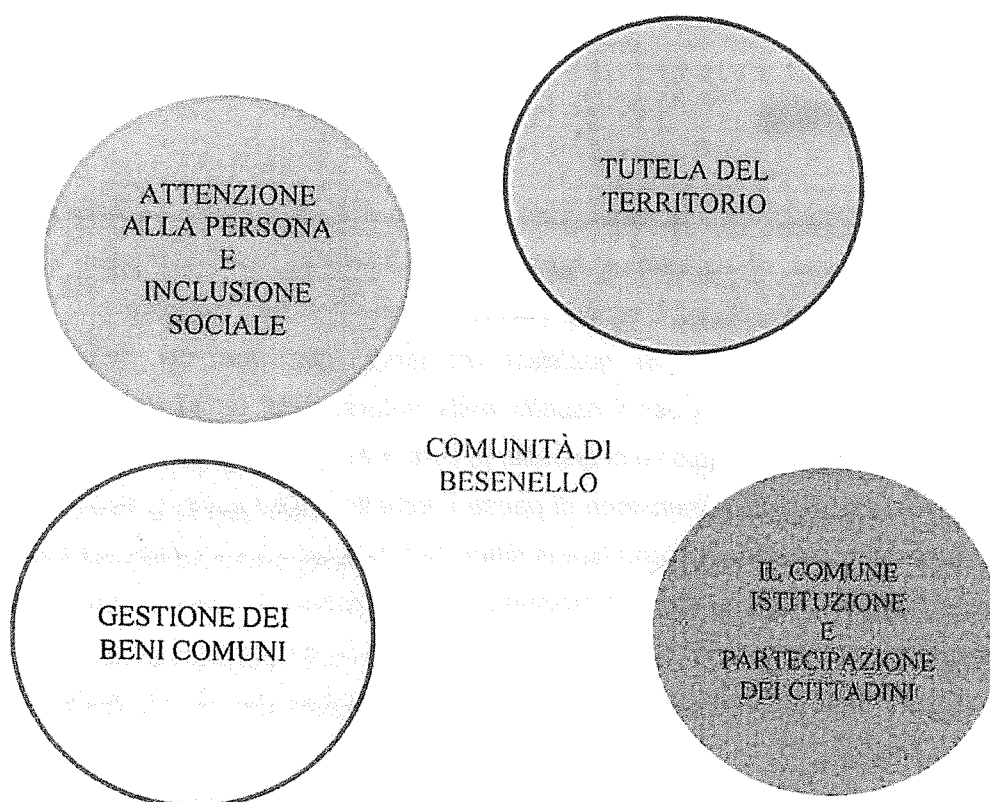 ATTENZIONE
ALLA PERSONA
E
INCLUSIONE
SOCIALE
TUTELA DEL
TERRITORIO
COMUNITÀ DI
BESENELLO
GESTIONE DEI
BENI COMUNI
IL COMUNE
ISTITUZIONE
E
PARTECIPAZIONE
DEI CITTADINI